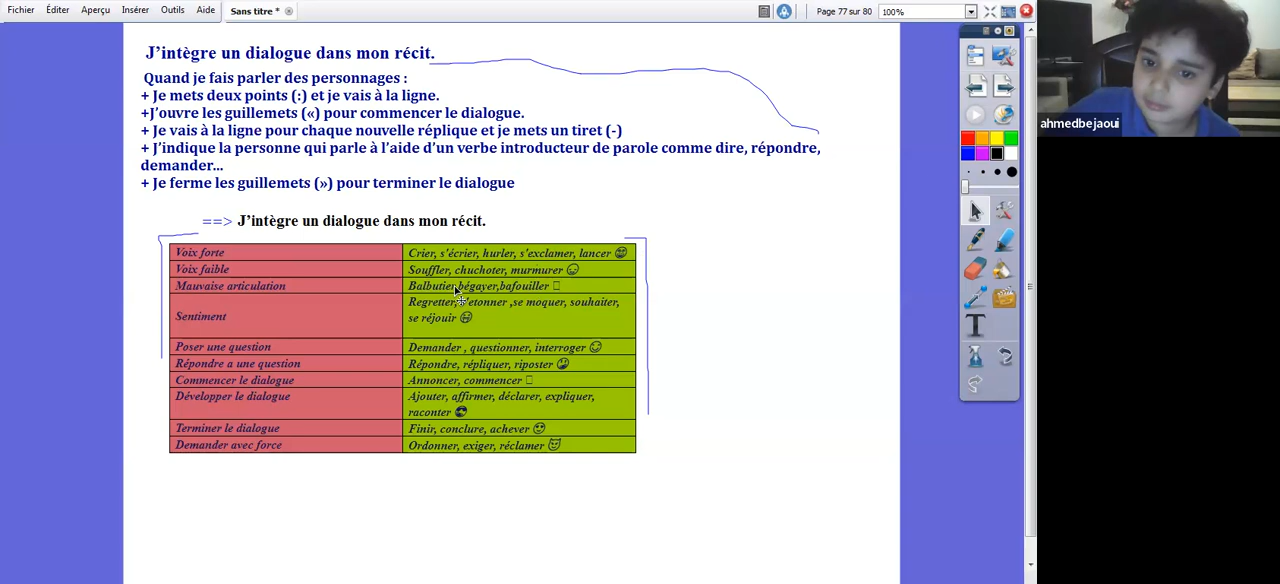 Fichier Éditer Aperçu Insérer Outils Aide Sans titre * Page 77 sur 80 100%
J'intègre un dialogue dans mon récit.
Quand je fais parler des personnages :
+ Je mets deux points (:) et je vais à la ligne.
+J'ouvre les guillemets («) pour commencer le dialogue.
+ Je vais à la ligne pour chaque nouvelle réplique et je mets un tiret (-)
+ J'indique la personne qui parle à l'aide d'un verbe introducteur de parole comme dire, répondre,
demander...
+ Je ferme les guillemets (») pour terminer le dialogue
==> J'intègre un dialogue dans mon récit.
Voix forte Crier, s'écrier, hurler, s'exclamer, lancer
Voix faible Souffler, chuchoter, murmurer
Mauvaise articulation Balbutier,bégayer,bafouiller
Sentiment Regretter, s'etonner ,se moquer, souhaiter,
se réjouir
Poser une question Demander , questionner, interroger
Répondre a une question Répondre, répliquer, riposter
Commencer le dialogue Annoncer, commencer
Développer le dialogue Ajouter, affirmer, déclarer, expliquer,
raconter
Terminer le dialogue Finir, conclure, achever
Demander avec force Ordonner, exiger, réclamer
ahmedbejaoui